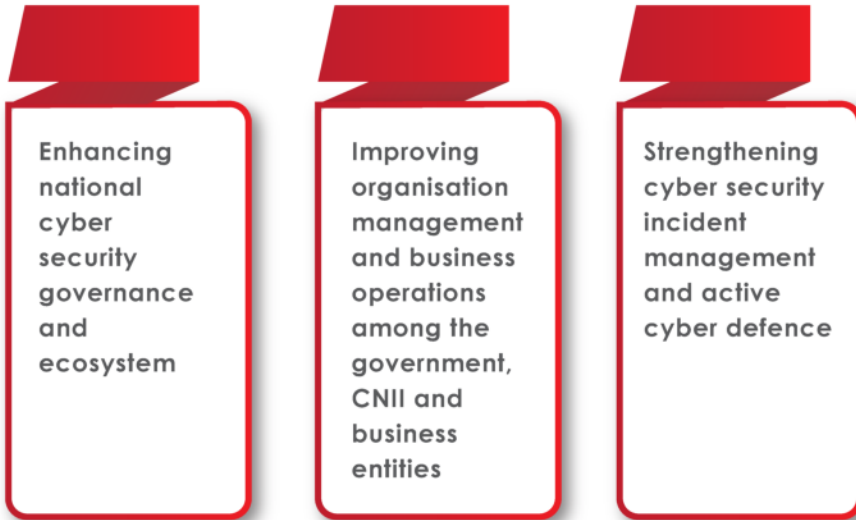 Enhancing
national
cyber
security
governance
and
ecosystem
Improving
organisation
management
and business
operations
among the
government,
CNII and
business
entities
Strengthening
cyber security
incident
management
and active
cyber defence